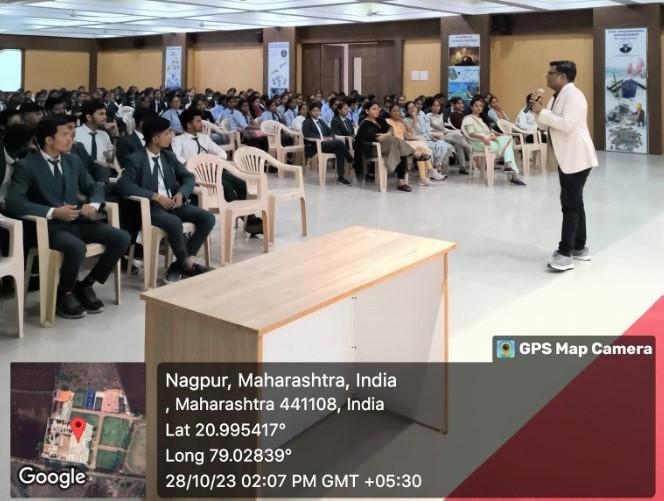 GPS Map Camera
Nagpur, Maharashtra, India
, Maharashtra 441108, India
Lat 20.995417°
Long 79.02839°
28/10/23 02:07 PM GMT +05:30
Google